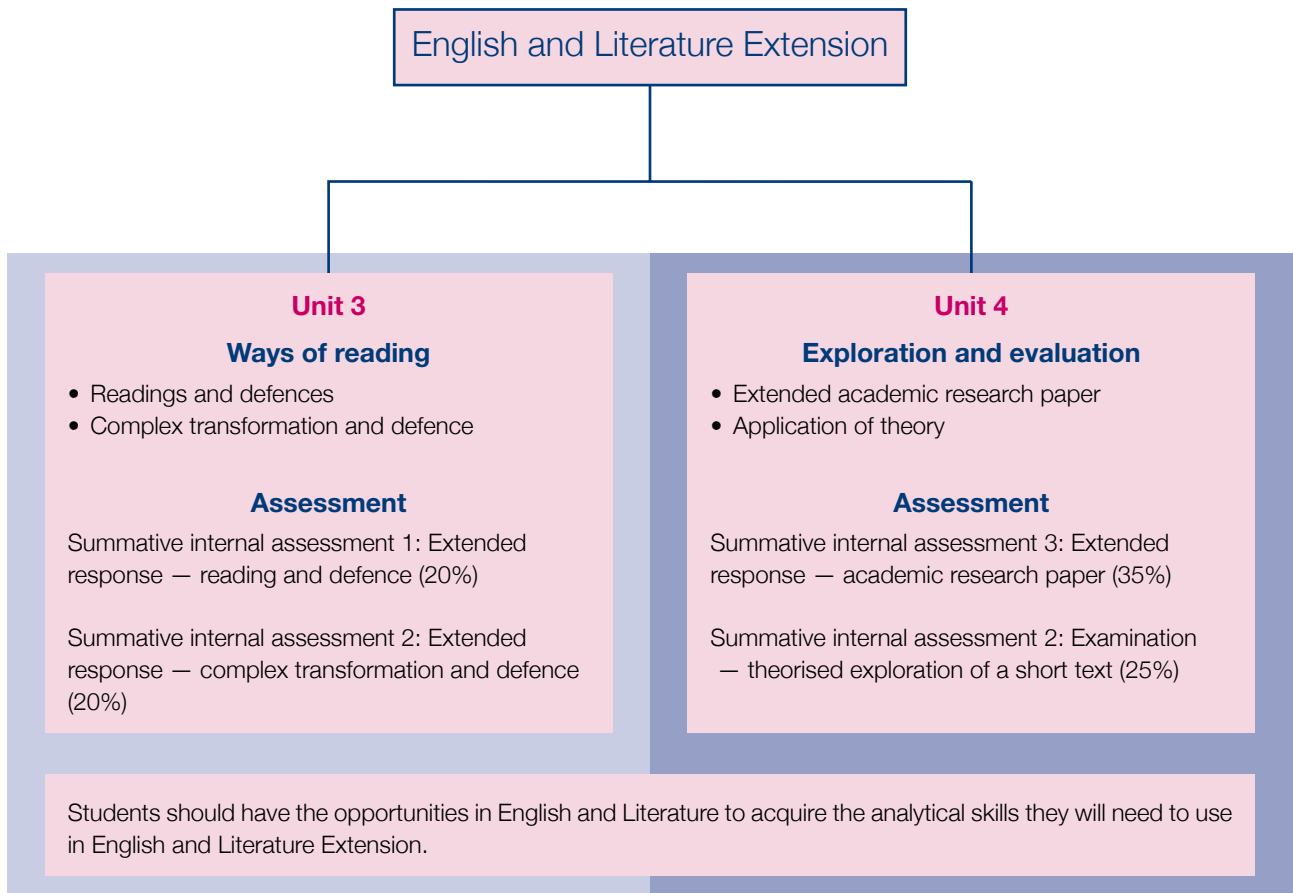 English and Literature Extension
Unit 3
Ways of reading
• Readings and defences
• Complex transformation and defence
Assessment
Summative internal assessment 1: Extended
response — reading and defence (20%)
Summative internal assessment 2: Extended
response — complex transformation and defence
(20%)
Unit 4
Exploration and evaluation
• Extended academic research paper
• Application of theory
Assessment
Summative internal assessment 3: Extended
response — academic research paper (35%)
Summative internal assessment 2: Examination
— theorised exploration of a short text (25%)
Students should have the opportunities in English and Literature to acquire the analytical skills they will need to use
in English and Literature Extension.